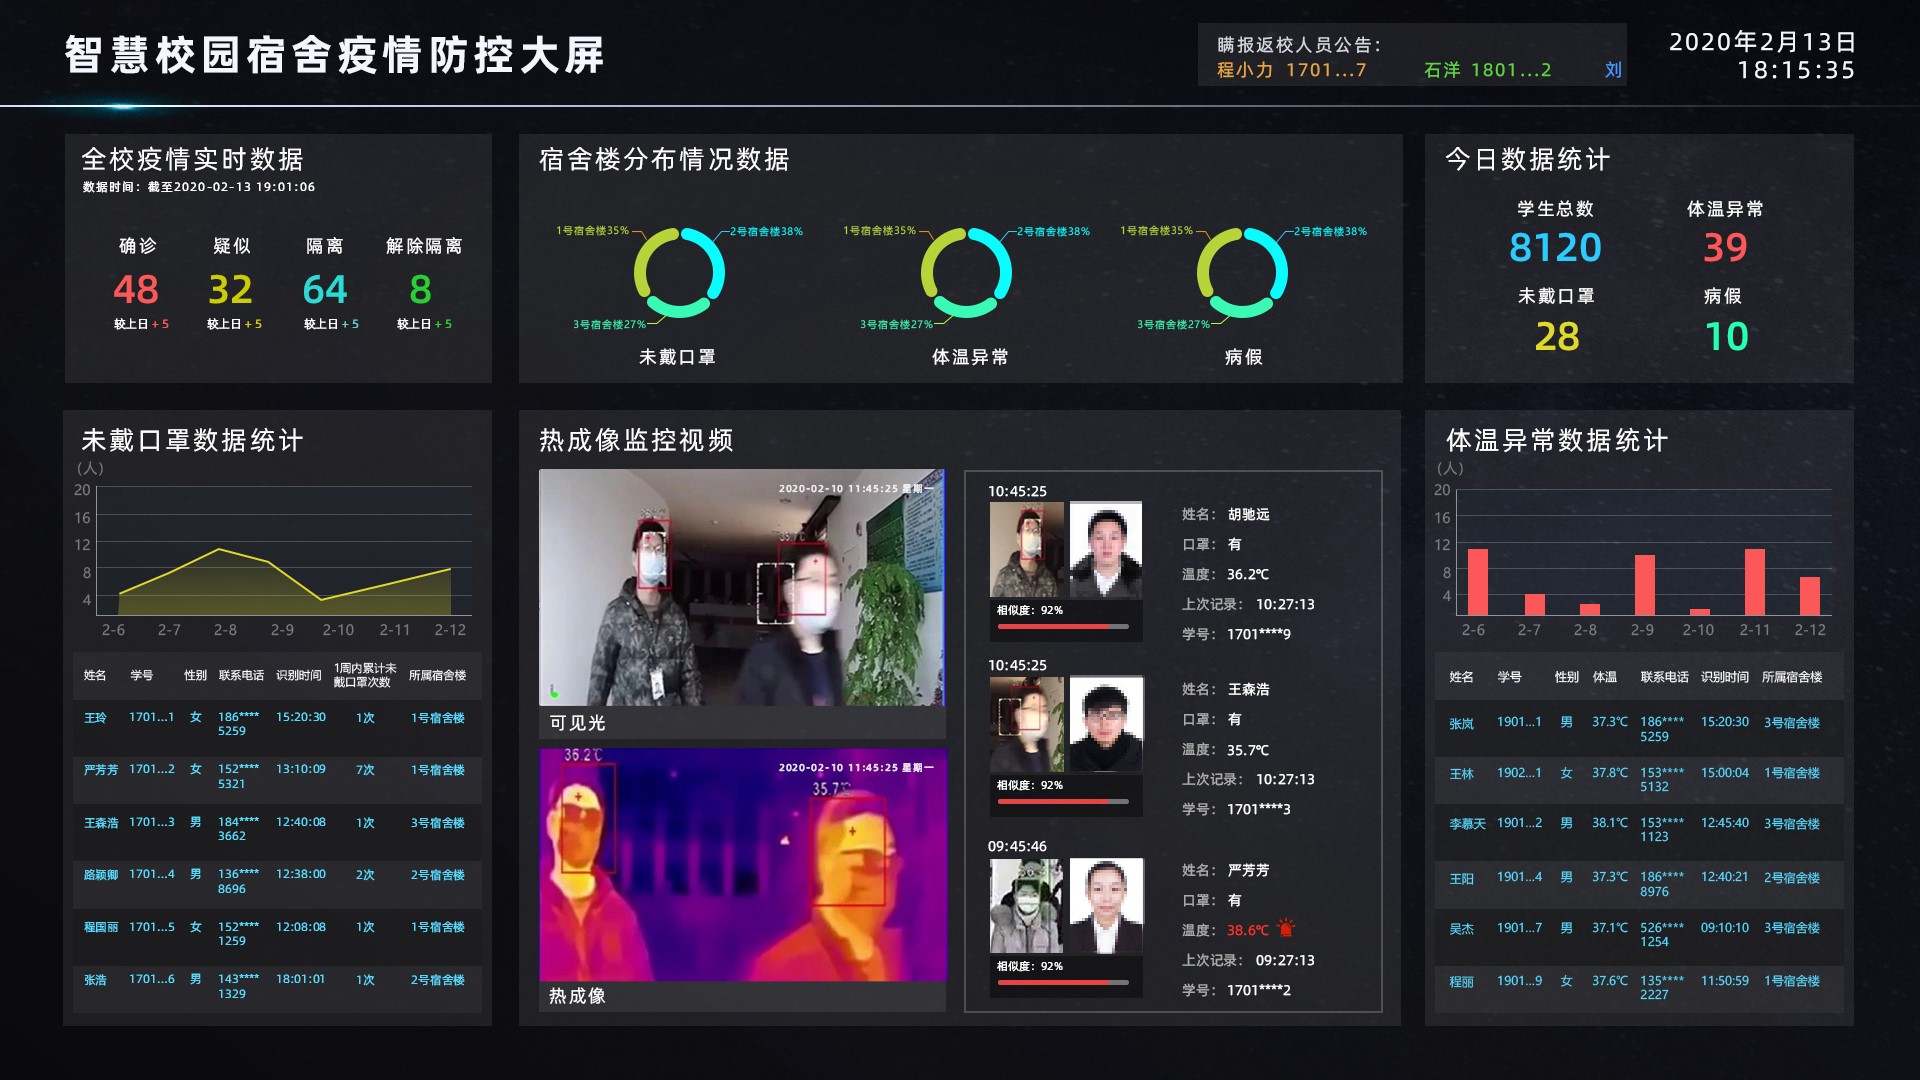 智慧校园宿舍疫情防控大屏
瞒报返校人员公告:
程小力 1701...7 石洋 1801...2 刘
2020年2月13日
18:15:35
全校疫情实时数据
数据时间: 截至2020-02-13 19:01:06
确诊 疑似 隔离 解除隔离
48 32 64 8
较上日+5 较上日+5 较上日+5 较上日+5
宿舍楼分布情况数据
1号宿舍楼35% 2号宿舍楼38% 1号宿舍楼35% 2号宿舍楼38% 1号宿舍楼35% 2号宿舍楼38%
3号宿舍楼27% 3号宿舍楼27% 3号宿舍楼27%
未戴口罩 体温异常 病假
今日数据统计
学生总数 体温异常
8120 39
未戴口罩 病假
28 10
未戴口罩数据统计
(人)
20
16
12
8
4
2-6 2-7 2-8 2-9 2-10 2-11 2-12
姓名 学号 性别 联系电话 识别时间 1周内累计未戴口罩次数 所属宿舍楼
王玲 1701...1 女 186****5259 15:20:30 1次 1号宿舍楼
严芳芳 1701...2 女 152****5321 13:10:09 7次 1号宿舍楼
王森浩 1701...3 男 184****3662 12:40:08 1次 3号宿舍楼
路颖卿 1701...4 男 136****8696 12:38:00 2次 2号宿舍楼
程国丽 1701...5 女 152****1259 12:08:08 1次 1号宿舍楼
张浩 1701...6 男 143****1329 18:01:01 1次 2号宿舍楼
热成像监控视频
2020-02-10 11:45:25 星期一
可见光
36.2℃
2020-02-10 11:45:25 星期一
35.7℃
热成像
10:45:25
相似度: 92%
姓名: 胡驰远
口罩: 有
温度: 36.2℃
上次记录: 10:27:13
学号: 1701****9
10:45:25
相似度: 92%
姓名: 王森浩
口罩: 有
温度: 35.7℃
上次记录: 10:27:13
学号: 1701****3
09:45:46
相似度: 92%
姓名: 严芳芳
口罩: 有
温度: 38.6℃
上次记录: 09:27:13
学号: 1701****2
体温异常数据统计
(人)
20
16
12
8
4
2-6 2-7 2-8 2-9 2-10 2-11 2-12
姓名 学号 性别 体温 联系电话 识别时间 所属宿舍楼
张岚 1901...1 男 37.3℃ 186****5259 15:20:30 3号宿舍楼
王林 1902...1 女 37.8℃ 153****5132 15:00:04 1号宿舍楼
李慕天 1901...2 男 38.1℃ 153****1123 12:45:40 3号宿舍楼
王阳 1901...4 男 37.3℃ 186****8976 12:40:21 2号宿舍楼
吴杰 1901...7 男 37.1℃ 526****1254 09:10:10 3号宿舍楼
程丽 1901...9 女 37.6℃ 135****2227 11:50:59 1号宿舍楼